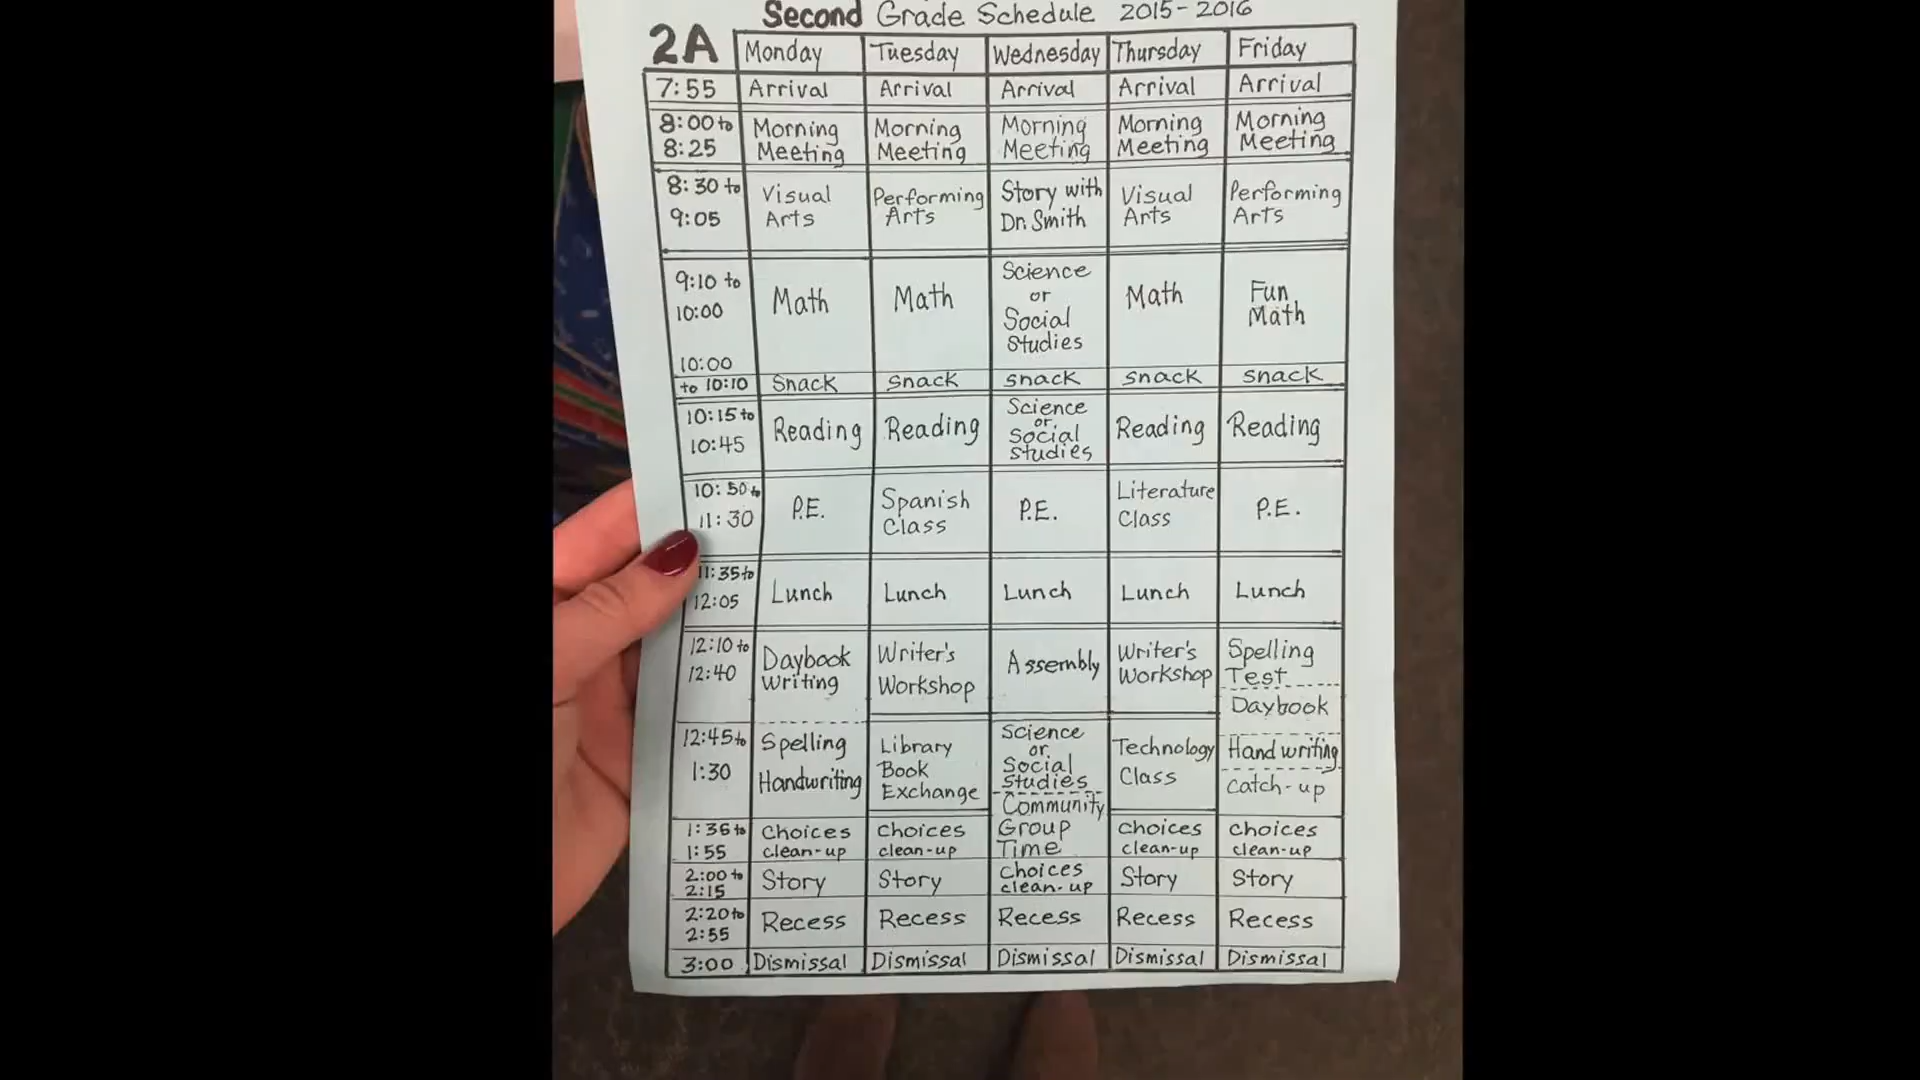 Second Grade Schedule 2015-2016
2A Monday Tuesday Wednesday Thursday Friday
7:55 Arrival Arrival Arrival Arrival Arrival
8:00 to 8:25 Morning Meeting Morning Meeting Morning Meeting Morning Meeting Morning Meeting
8:30 to 9:05 Visual Arts Performing Arts Story with Dr. Smith Visual Arts Performing Arts
9:10 to 10:00 Math Math Science or Social Studies Math Fun Math
10:00 to 10:10 Snack snack snack snack snack
10:15 to 10:45 Reading Reading Science or Social Studies Reading Reading
10:50 to 11:30 P.E. Spanish Class P.E. Literature Class P.E.
11:35 to 12:05 Lunch Lunch Lunch Lunch Lunch
12:10 to 12:40 Daybook Writing Writer's Workshop Assembly Writer's Workshop Spelling Test Daybook
12:45 to 1:30 Spelling Handwriting Library Book Exchange Science or Social Studies Technology Class Handwriting Catch-up
1:36 to 1:55 Choices clean-up Choices clean-up Community Group Time Choices clean-up Choices clean-up
2:00 to 2:15 Story Story Choices clean-up Story Story
2:20 to 2:55 Recess Recess Recess Recess Recess
3:00 Dismissal Dismissal Dismissal Dismissal Dismissal